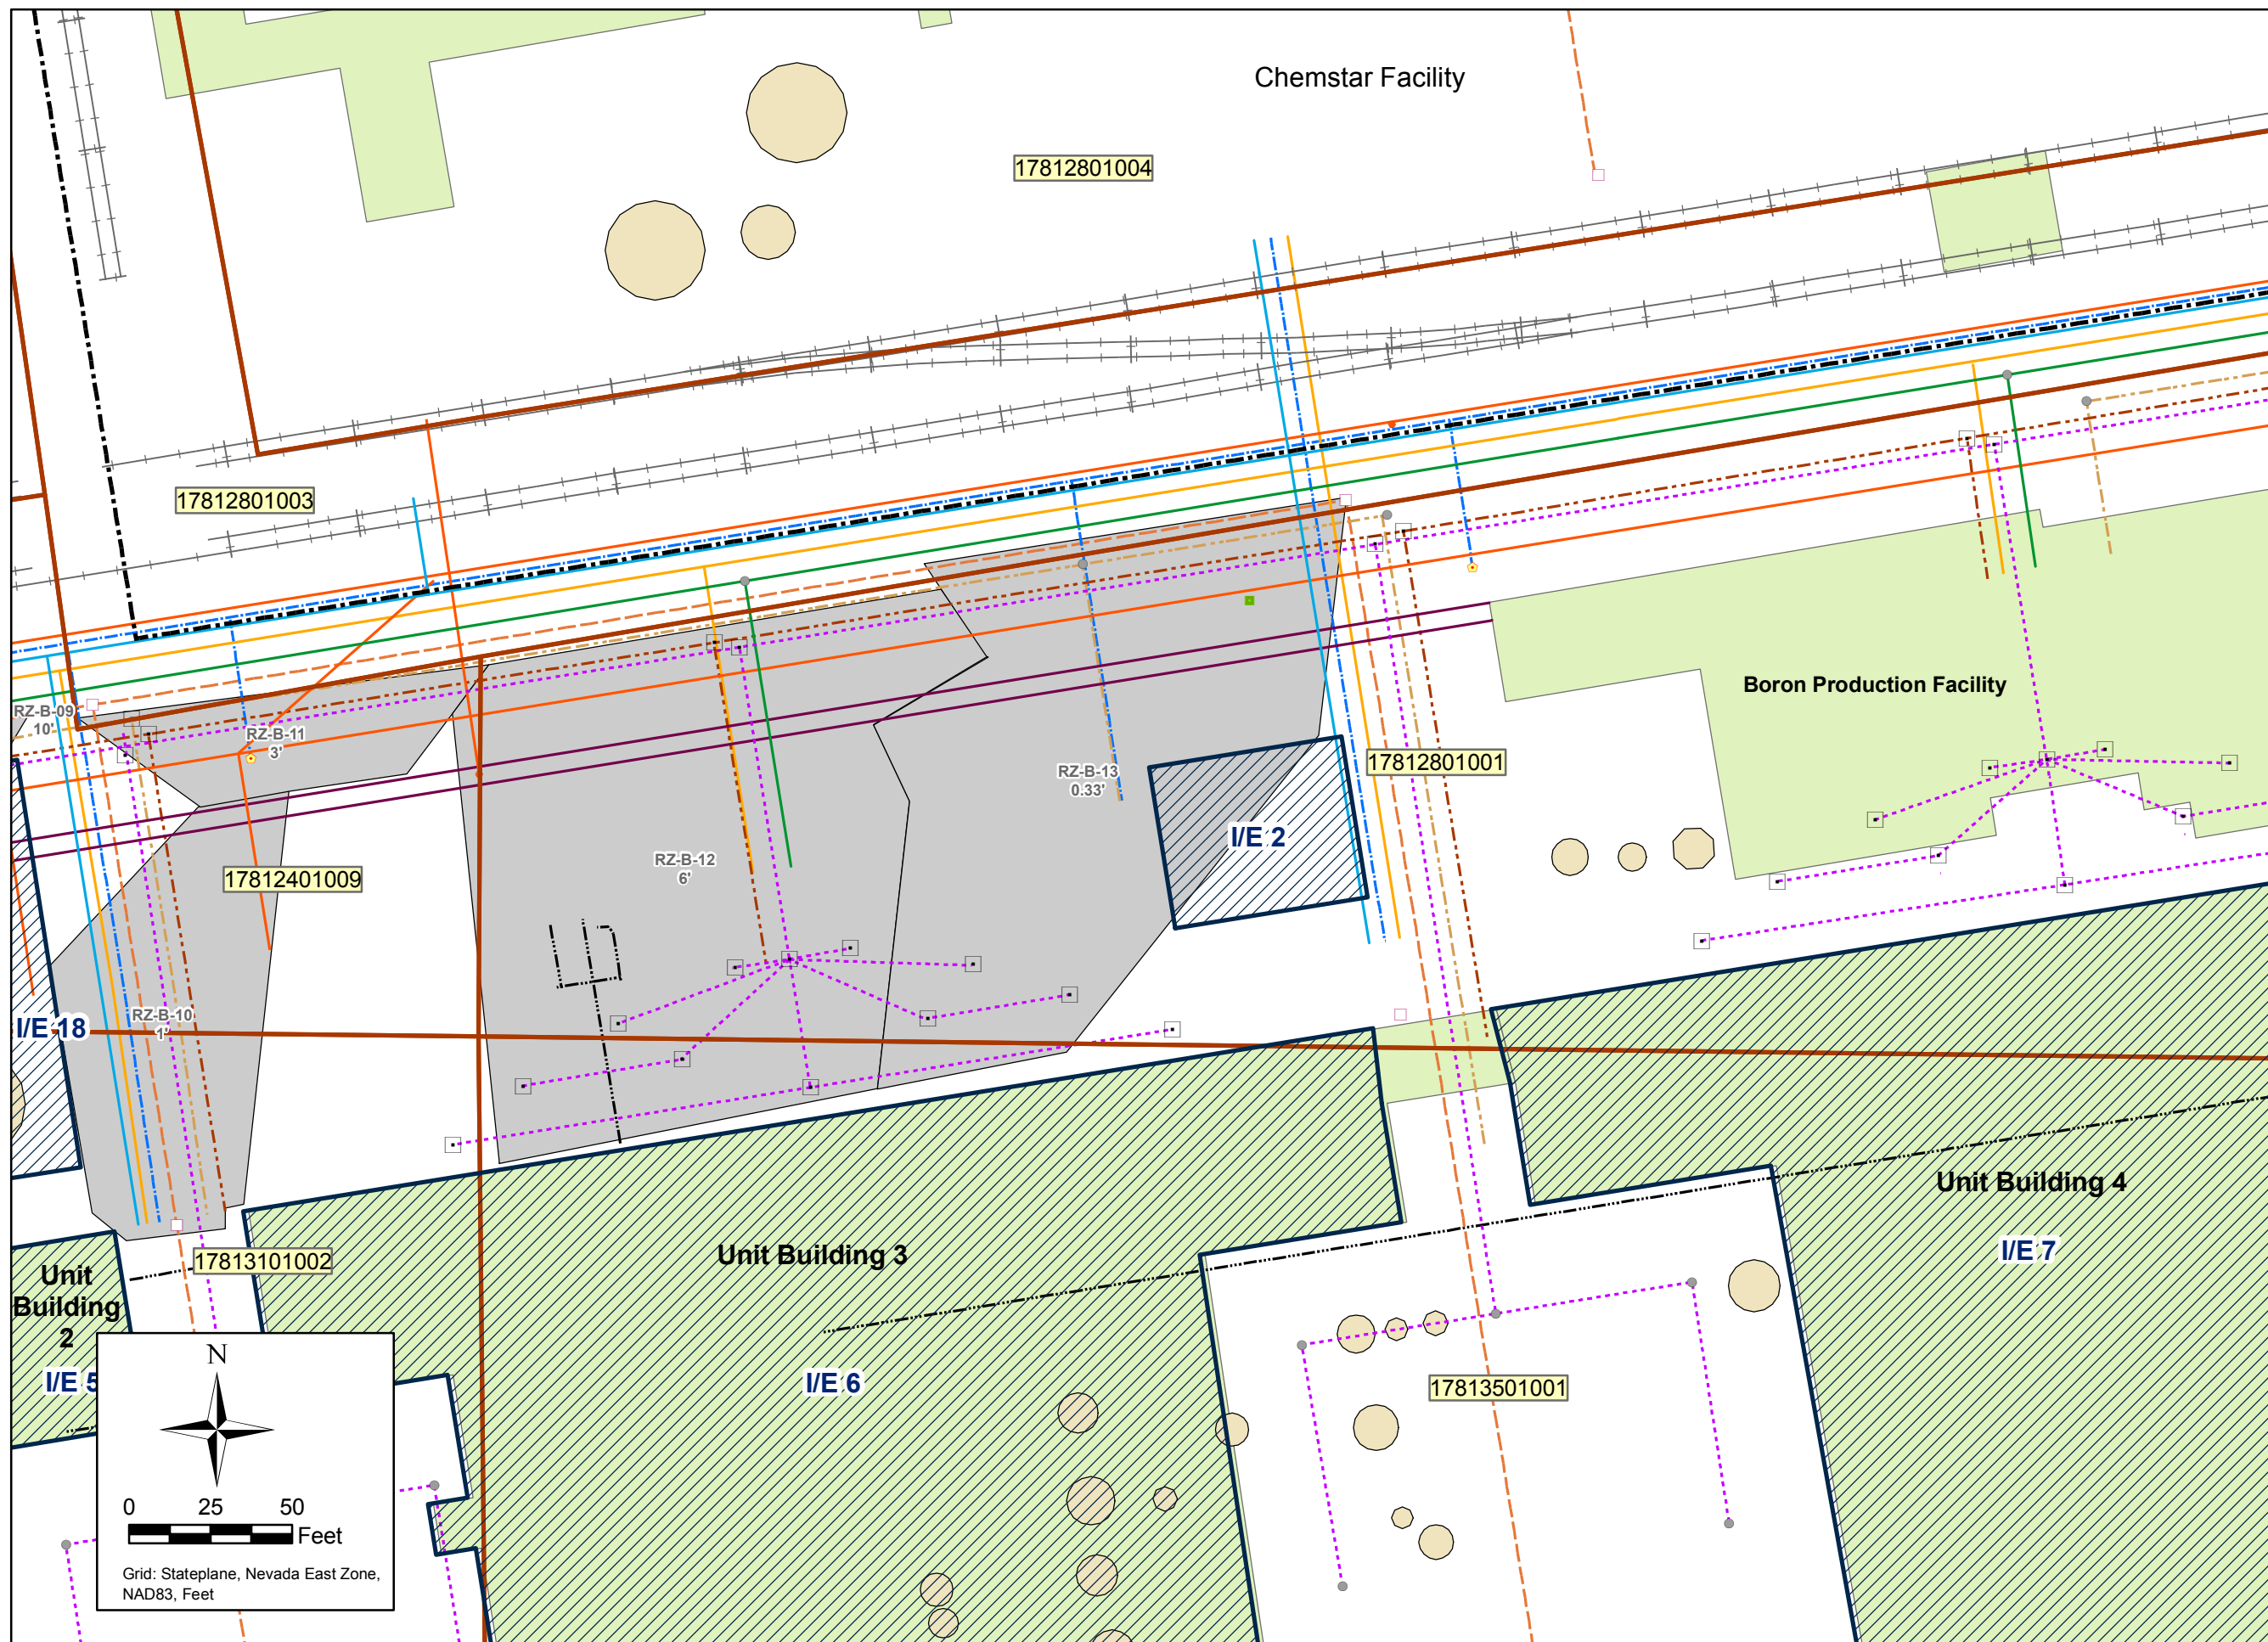 Chemstar Facility
17812801004
17812801003
Boron Production Facility
RZ-B-09
10'
RZ-B-11
3'
17812801001
RZ-B-13
0.33'
I/E 2
RZ-B-12
6'
17812401009
RZ-B-10
1'
I/E 18
Unit Building 4
I/E 7
Unit Building 3
17813101002
Unit
Building
2
I/E 5
I/E 6
17813501001
N
0 25 50
Feet
Grid: Stateplane, Nevada East Zone,
NAD83, Feet